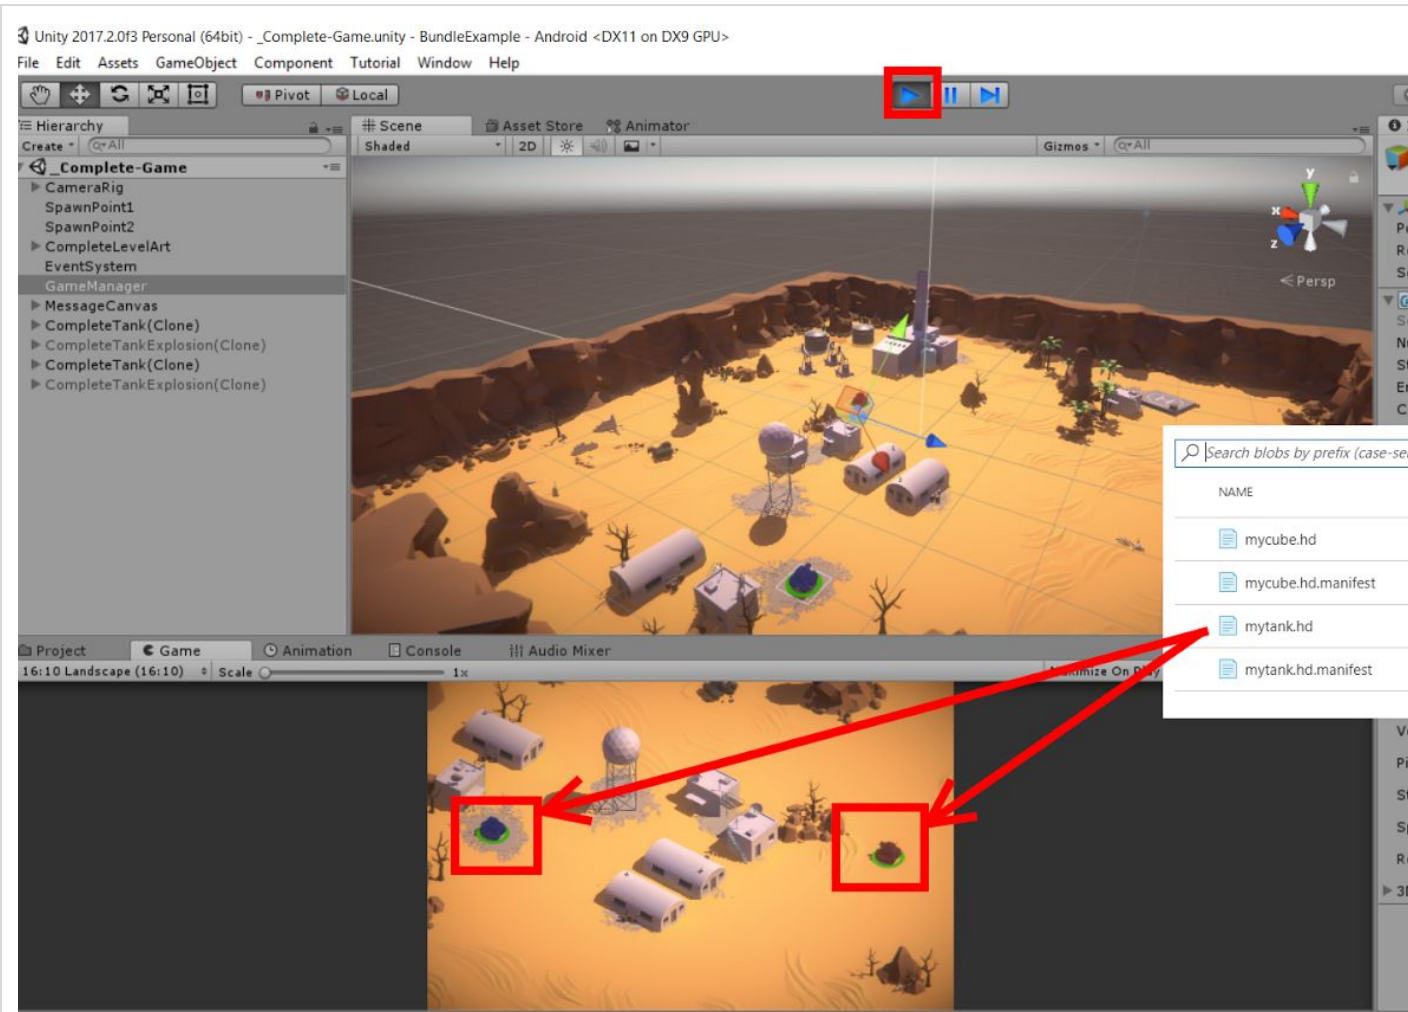 Unity 2017.2.0f3 Personal (64bit) - _Complete-Game.unity - BundleExample - Android <DX11 on DX9 GPU>
File Edit Assets GameObject Component Tutorial Window Help
Pivot Local
Hierarchy
Create All
_Complete-Game
CameraRig
SpawnPoint1
SpawnPoint2
CompleteLevelArt
EventSystem
GameManager
MessageCanvas
CompleteTank(Clone)
CompleteTankExplosion(Clone)
CompleteTank(Clone)
CompleteTankExplosion(Clone)
Scene Asset Store Animator
Shaded 2D Gizmos All
y
x
z
Persp
Search blobs by prefix (case-se
NAME
mycube.hd
mycube.hd.manifest
mytank.hd
mytank.hd.manifest
Project Game Animation Console Audio Mixer
16:10 Landscape (16:10) Scale 1x Maximize On Play